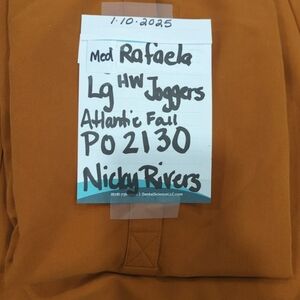 1-10-2025
Med Rafaela
Lg HW Joggers
Atlantic Fall
PO 2130
Nicky Rivers